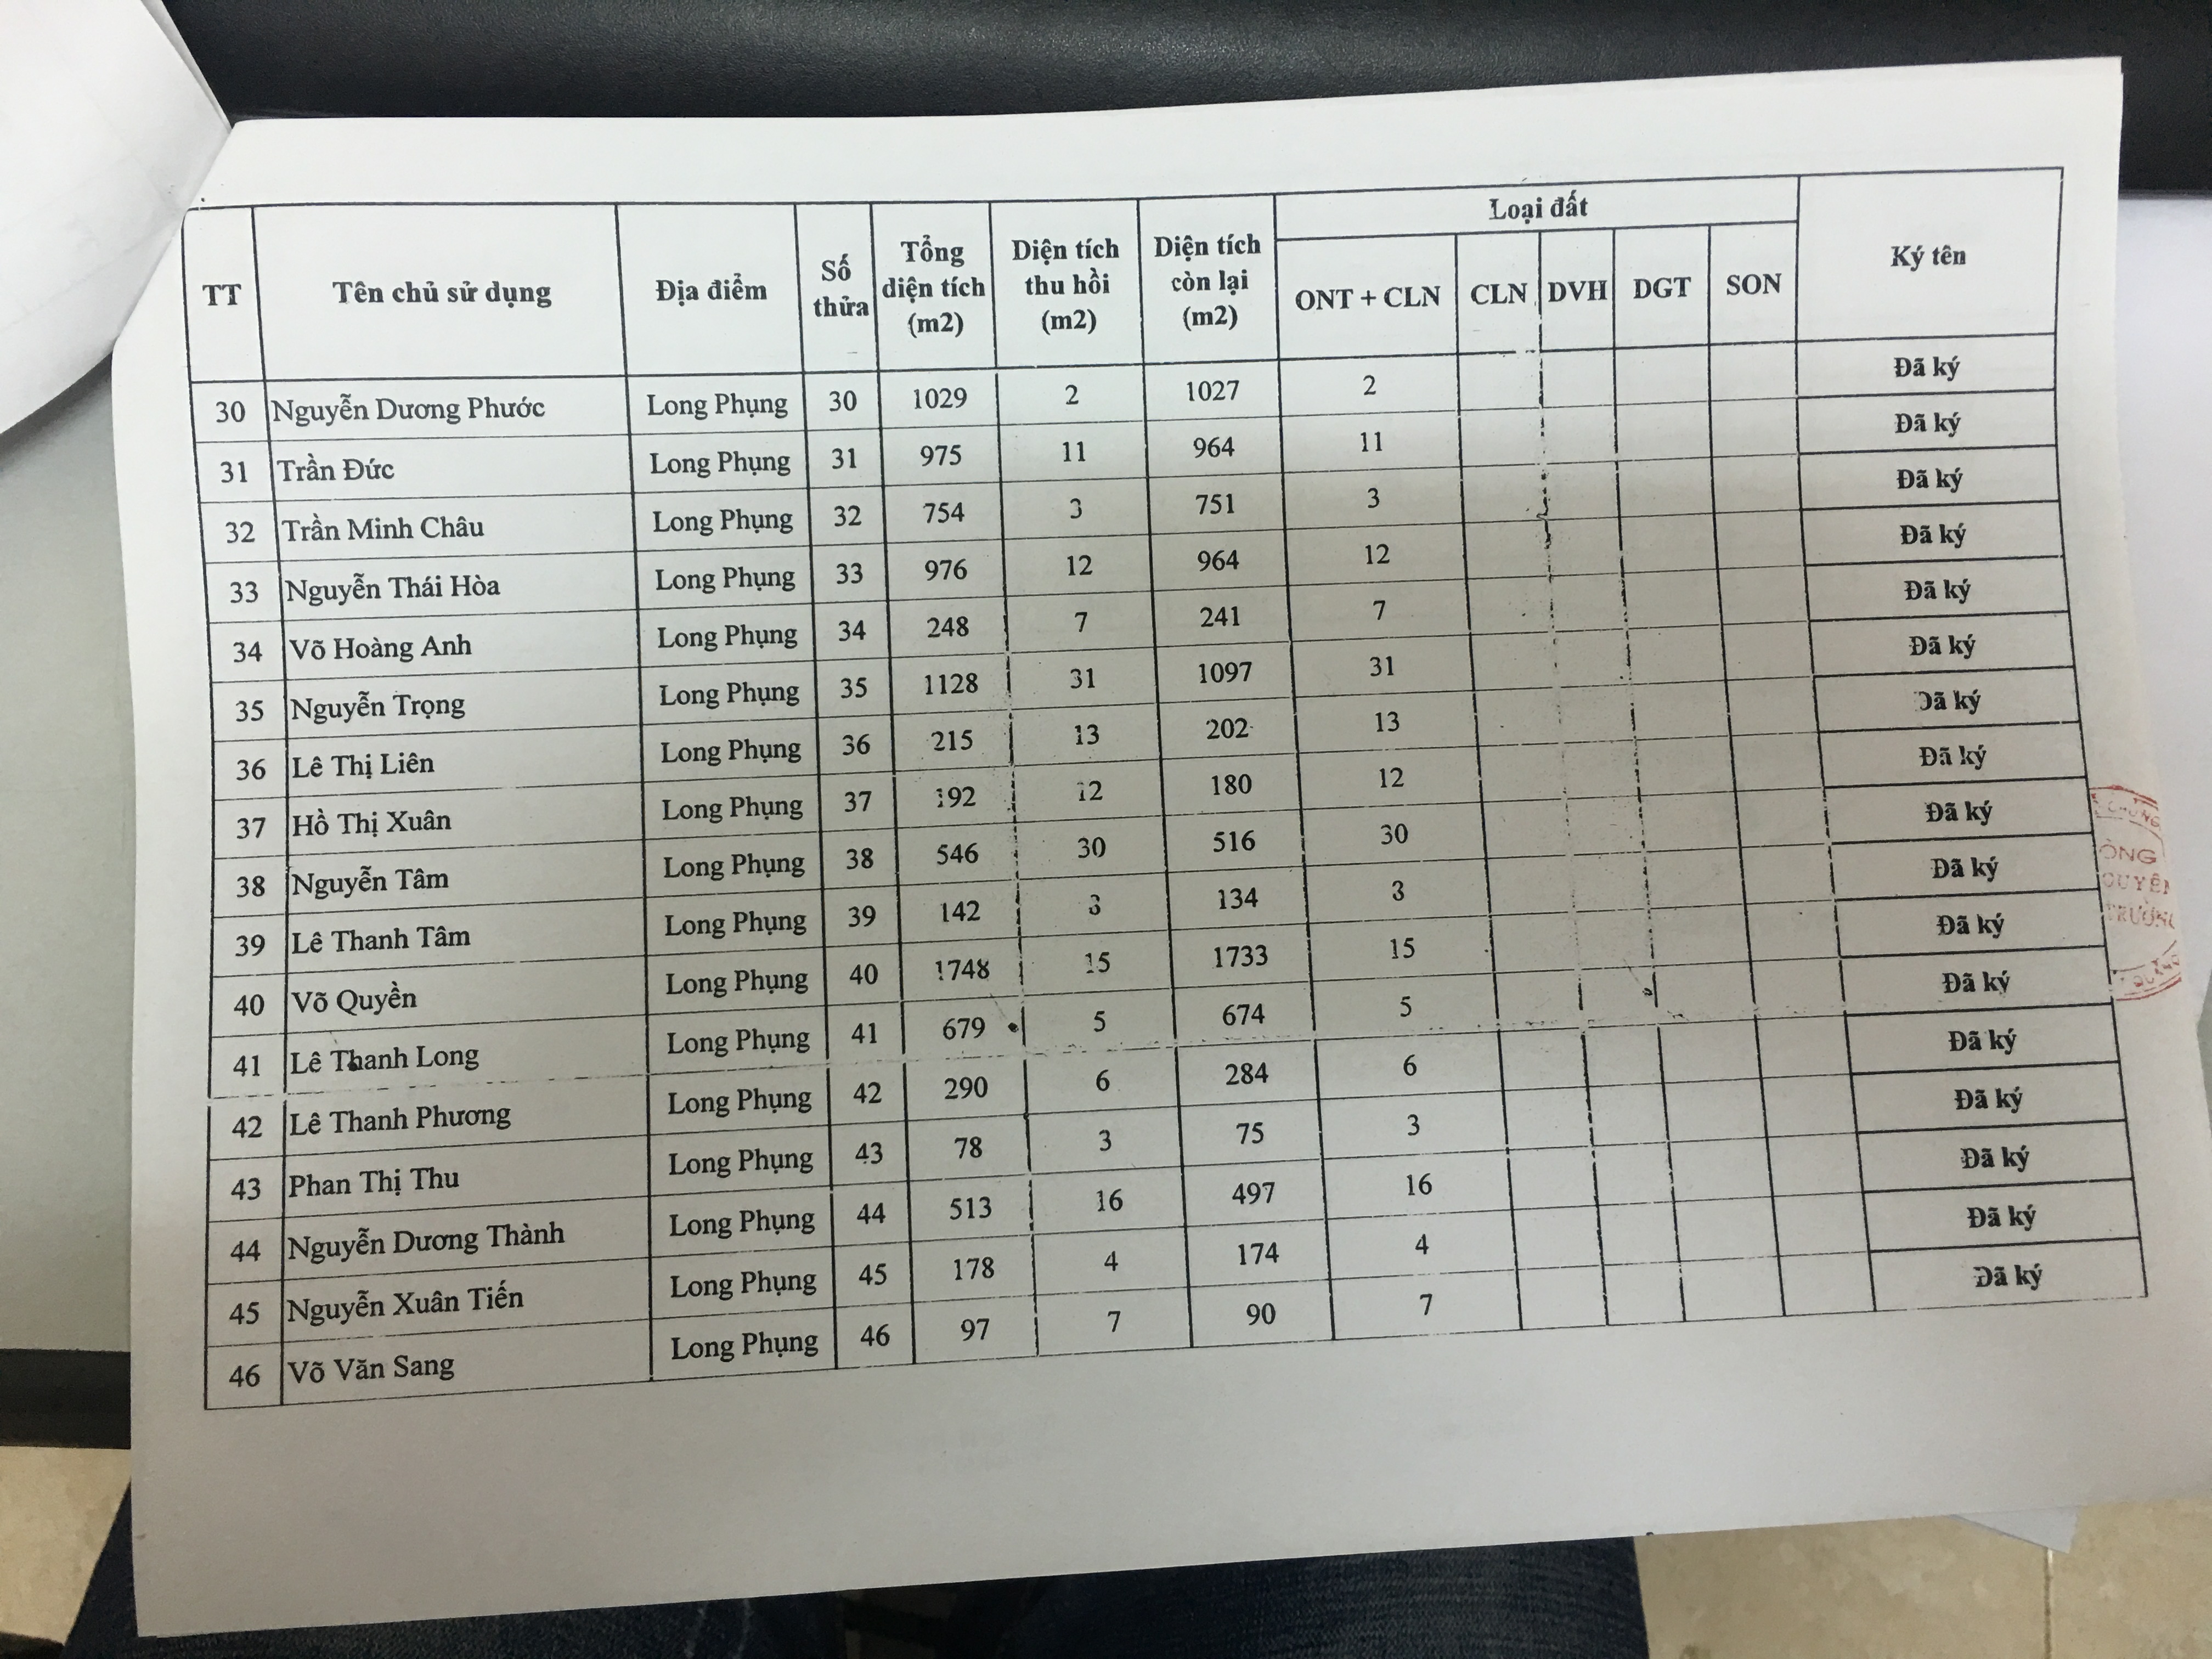 Loại đất
TT Tên chủ sử dụng Địa điểm Số thửa Tổng diện tích (m2) Diện tích thu hồi (m2) Diện tích còn lại (m2) ONT + CLN CLN DVH DGT SON Ký tên
30 Nguyễn Dương Phước Long Phụng 30 1029 2 1027 2 Đã ký
31 Trần Đức Long Phụng 31 975 11 964 11 Đã ký
32 Trần Minh Châu Long Phụng 32 754 3 751 3 Đã ký
33 Nguyễn Thái Hòa Long Phụng 33 976 12 964 12 Đã ký
34 Võ Hoàng Anh Long Phụng 34 248 7 241 7 Đã ký
35 Nguyễn Trọng Long Phụng 35 1128 31 1097 31 Đã ký
36 Lê Thị Liên Long Phụng 36 215 13 202 13 Đã ký
37 Hồ Thị Xuân Long Phụng 37 192 12 180 12 Đã ký
38 Nguyễn Tâm Long Phụng 38 546 30 516 30 Đã ký
39 Lê Thanh Tâm Long Phụng 39 142 8 134 8 Đã ký
40 Võ Quyền Long Phụng 40 1748 15 1733 15 Đã ký
41 Lê Thanh Long Long Phụng 41 679 5 674 5 Đã ký
42 Lê Thanh Phương Long Phụng 42 290 6 284 6 Đã ký
43 Phan Thị Thu Long Phụng 43 78 3 75 3 Đã ký
44 Nguyễn Dương Thành Long Phụng 44 513 16 497 16 Đã ký
45 Nguyễn Xuân Tiến Long Phụng 45 178 4 174 4 Đã ký
46 Võ Văn Sang Long Phụng 46 97 7 90 7 Đã ký